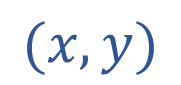 (x, y)